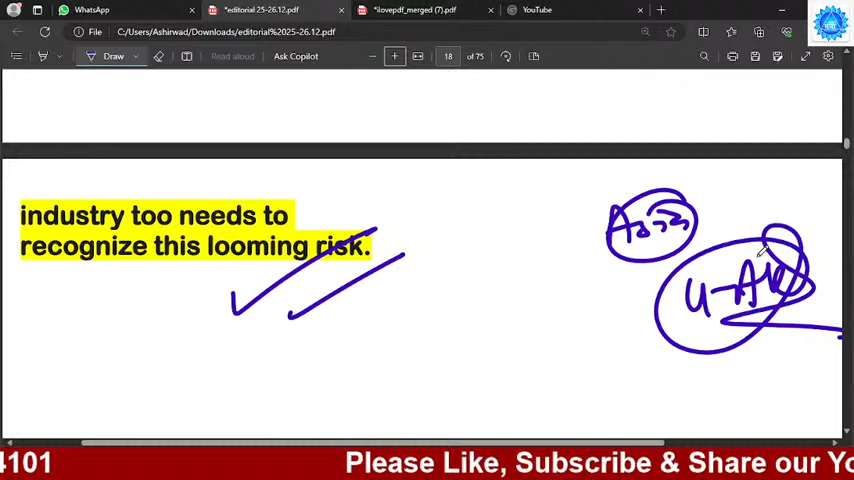 WhatsApp
*editorial 25-26.12.pdf
*ilovepdf_merged (7).pdf
YouTube
File
C:/Users/Ashirwad/Downloads/editorial%2025-26.12.pdf
Draw
Read aloud
Ask Copilot
18 of 75
industry too needs to
recognize this looming risk.
4101
Please Like, Subscribe & Share our Yo